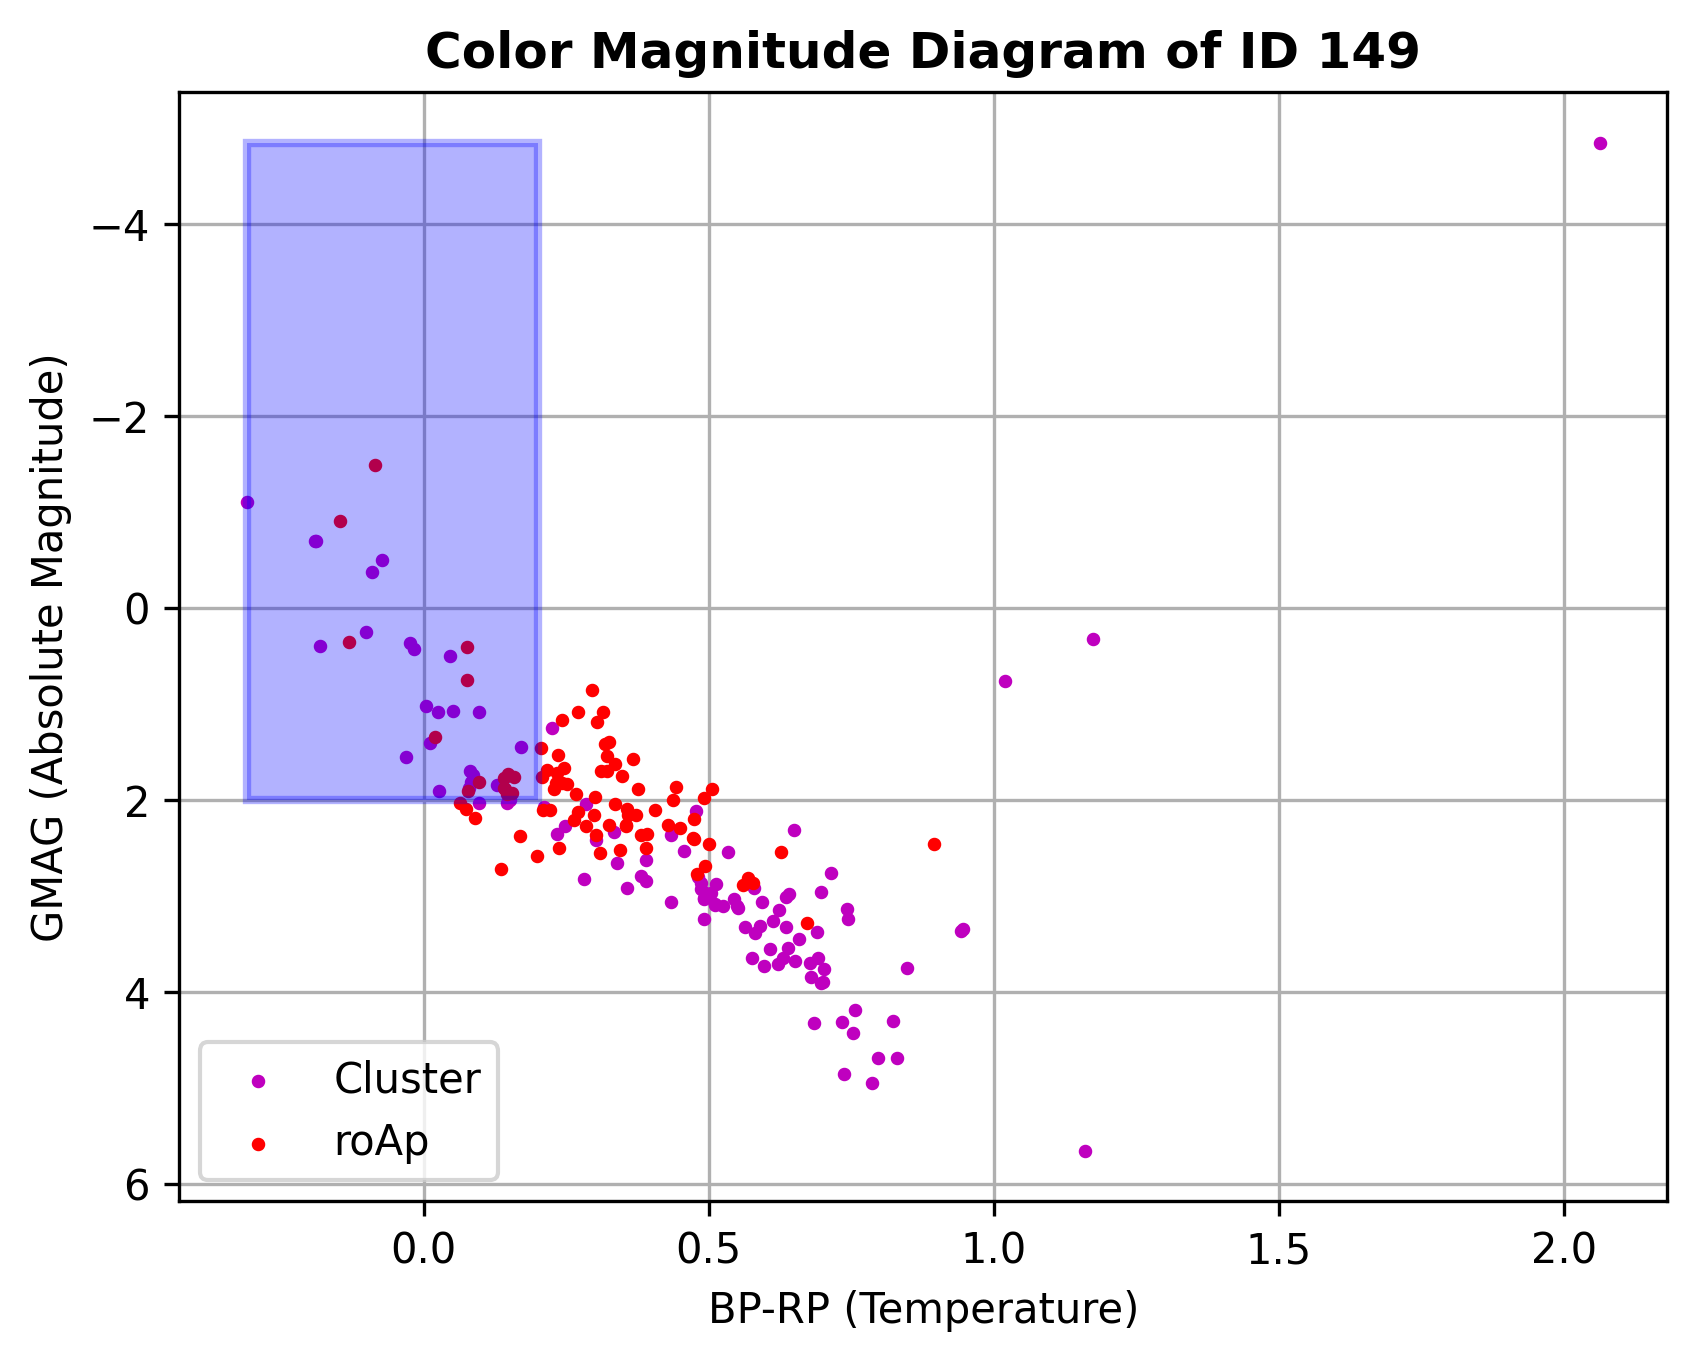 Color Magnitude Diagram of ID 149
GMAG (Absolute Magnitude)
−4
−2
0
2
4
6
Cluster
roAp
0.0 0.5 1.0 1.5 2.0
BP-RP (Temperature)